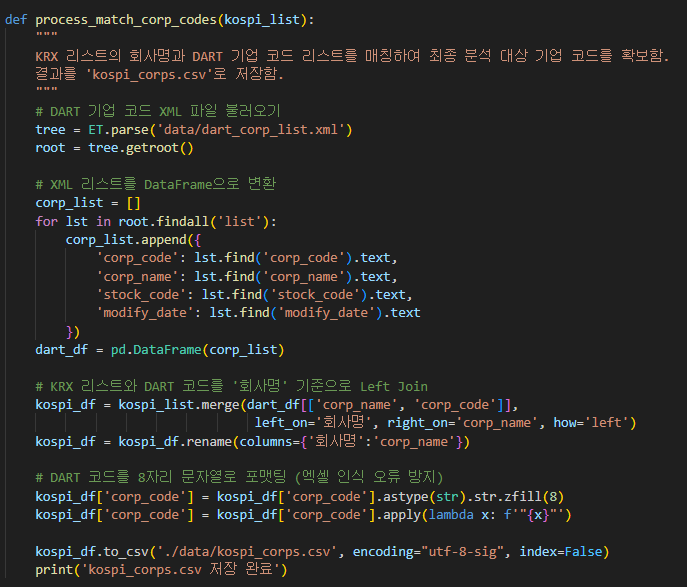 def process_match_corp_codes(kospi_list):
    """
    KRX 리스트의 회사명과 DART 기업 코드 리스트를 매칭하여 최종 분석 대상 기업 코드를 확보함.
    결과를 'kospi_corps.csv'로 저장함.
    """
    # DART 기업 코드 XML 파일 불러오기
    tree = ET.parse('data/dart_corp_list.xml')
    root = tree.getroot()

    # XML 리스트를 DataFrame으로 변환
    corp_list = []
    for lst in root.findall('list'):
        corp_list.append({
            'corp_code': lst.find('corp_code').text,
            'corp_name': lst.find('corp_name').text,
            'stock_code': lst.find('stock_code').text,
            'modify_date': lst.find('modify_date').text
        })
    dart_df = pd.DataFrame(corp_list)

    # KRX 리스트와 DART 코드를 '회사명' 기준으로 Left Join
    kospi_df = kospi_list.merge(dart_df[['corp_name', 'corp_code']],
                                left_on='회사명', right_on='corp_name', how='left')
    kospi_df = kospi_df.rename(columns={'회사명':'corp_name'})

    # DART 코드를 8자리 문자열로 포맷팅 (엑셀 인식 오류 방지)
    kospi_df['corp_code'] = kospi_df['corp_code'].astype(str).str.zfill(8)
    kospi_df['corp_code'] = kospi_df['corp_code'].apply(lambda x: f'"{x}"')

    kospi_df.to_csv('./data/kospi_corps.csv', encoding="utf-8-sig", index=False)
    print('kospi_corps.csv 저장 완료')